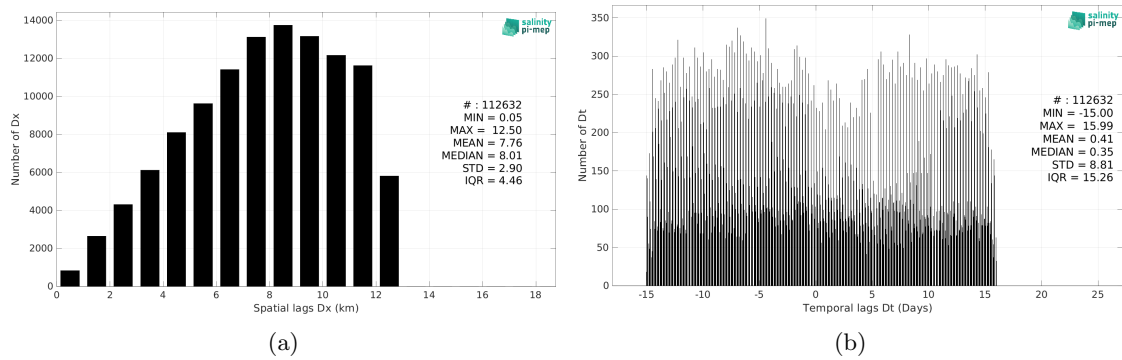 14000
12000
10000
8000
6000
4000
2000
0
Number of Dx
0 2 4 6 8 10 12 14 16 18
Spatial lags Dx (km)
salinity
pi-mep
# : 112632
MIN = 0.05
MAX = 12.50
MEAN = 7.76
MEDIAN = 8.01
STD = 2.90
IQR = 4.46
(a)
350
300
250
200
150
100
50
0
Number of Dt
-15 -10 -5 0 5 10 15 20 25
Temporal lags Dt (Days)
salinity
pi-mep
# : 112632
MIN = -15.00
MAX = 15.99
MEAN = 0.41
MEDIAN = 0.35
STD = 8.81
IQR = 15.26
(b)